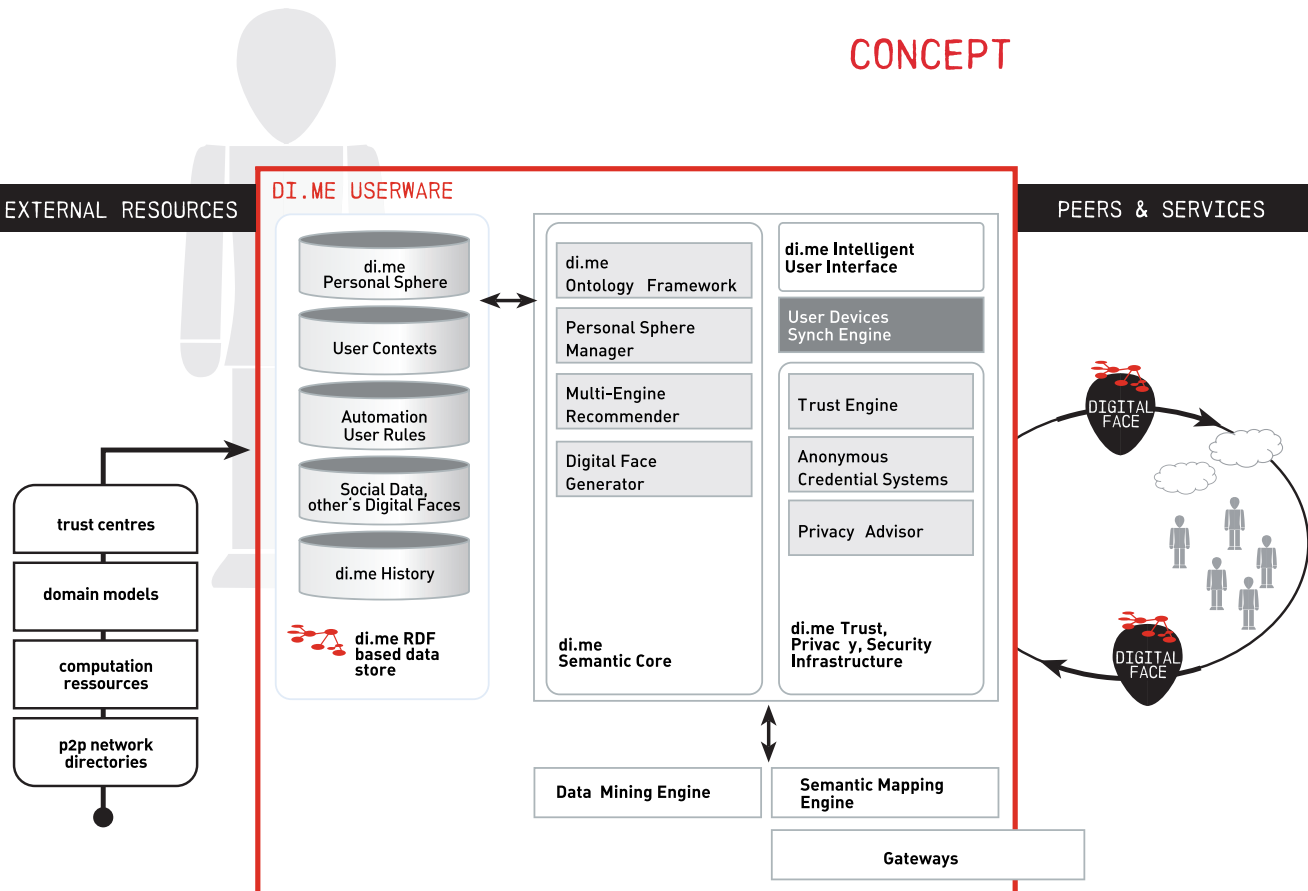 CONCEPT
EXTERNAL RESOURCES
DI.ME USERWARE
PEERS & SERVICES
di.me
Personal Sphere
User Contexts
Automation
User Rules
Social Data,
other's Digital Faces
di.me History
di.me RDF
based data
store
di.me
Ontology Framework
Personal Sphere
Manager
Multi-Engine
Recommender
Digital Face
Generator
di.me
Semantic Core
di.me Intelligent
User Interface
User Devices
Synch Engine
Trust Engine
Anonymous
Credential Systems
Privacy Advisor
di.me Trust,
Privac y, Security
Infrastructure
trust centres
domain models
computation
ressources
p2p network
directories
DIGITAL
FACE
DIGITAL
FACE
Data Mining Engine
Semantic Mapping
Engine
Gateways